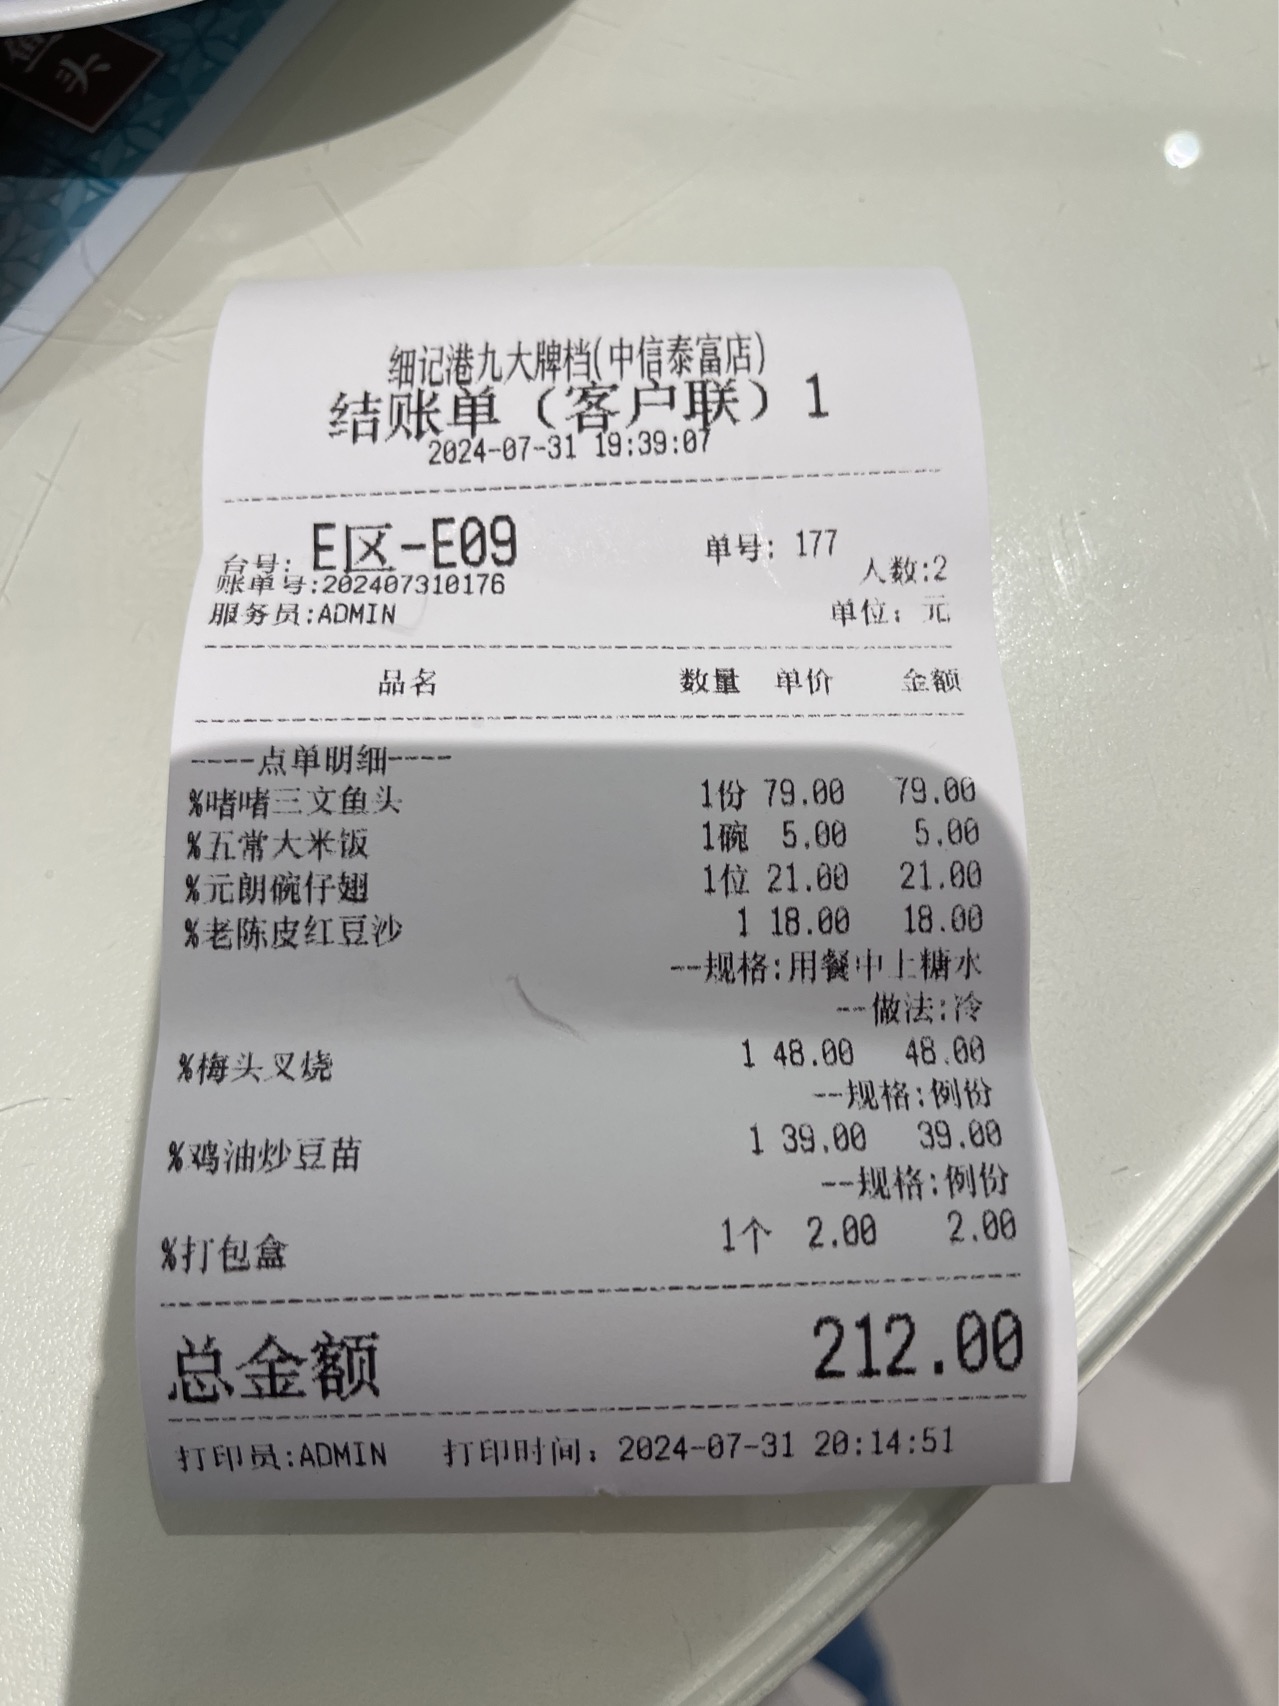 鱼头
细记港九大牌档(中信泰富店)
结账单（客户联）1
2024-07-31 19:39:07
台号: E区-E09 单号: 177
账单号:202407310176 人数:2
服务员:ADMIN 单位: 元
品名 数量 单价 金额
----点单明细----
%啫啫三文鱼头 1份 79.00 79.00
%五常大米饭 1碗 5.00 5.00
%元朗碗仔翅 1位 21.00 21.00
%老陈皮红豆沙 1 18.00 18.00
--规格:用餐中上糖水
--做法:冷
%梅头叉烧 1 48.00 48.00
--规格:例份
%鸡油炒豆苗 1 39.00 39.00
--规格:例份
%打包盒 1个 2.00 2.00
总金额 212.00
打印员:ADMIN 打印时间: 2024-07-31 20:14:51